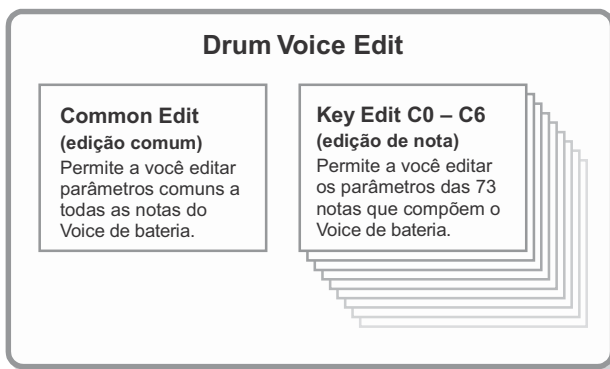 Drum Voice Edit
Common Edit
(edição comum)
Permite a você editar
parâmetros comuns a
todas as notas do
Voice de bateria.
Key Edit C0 – C6
(edição de nota)
Permite a você editar
os parâmetros das 73
notas que compõem o
Voice de bateria.